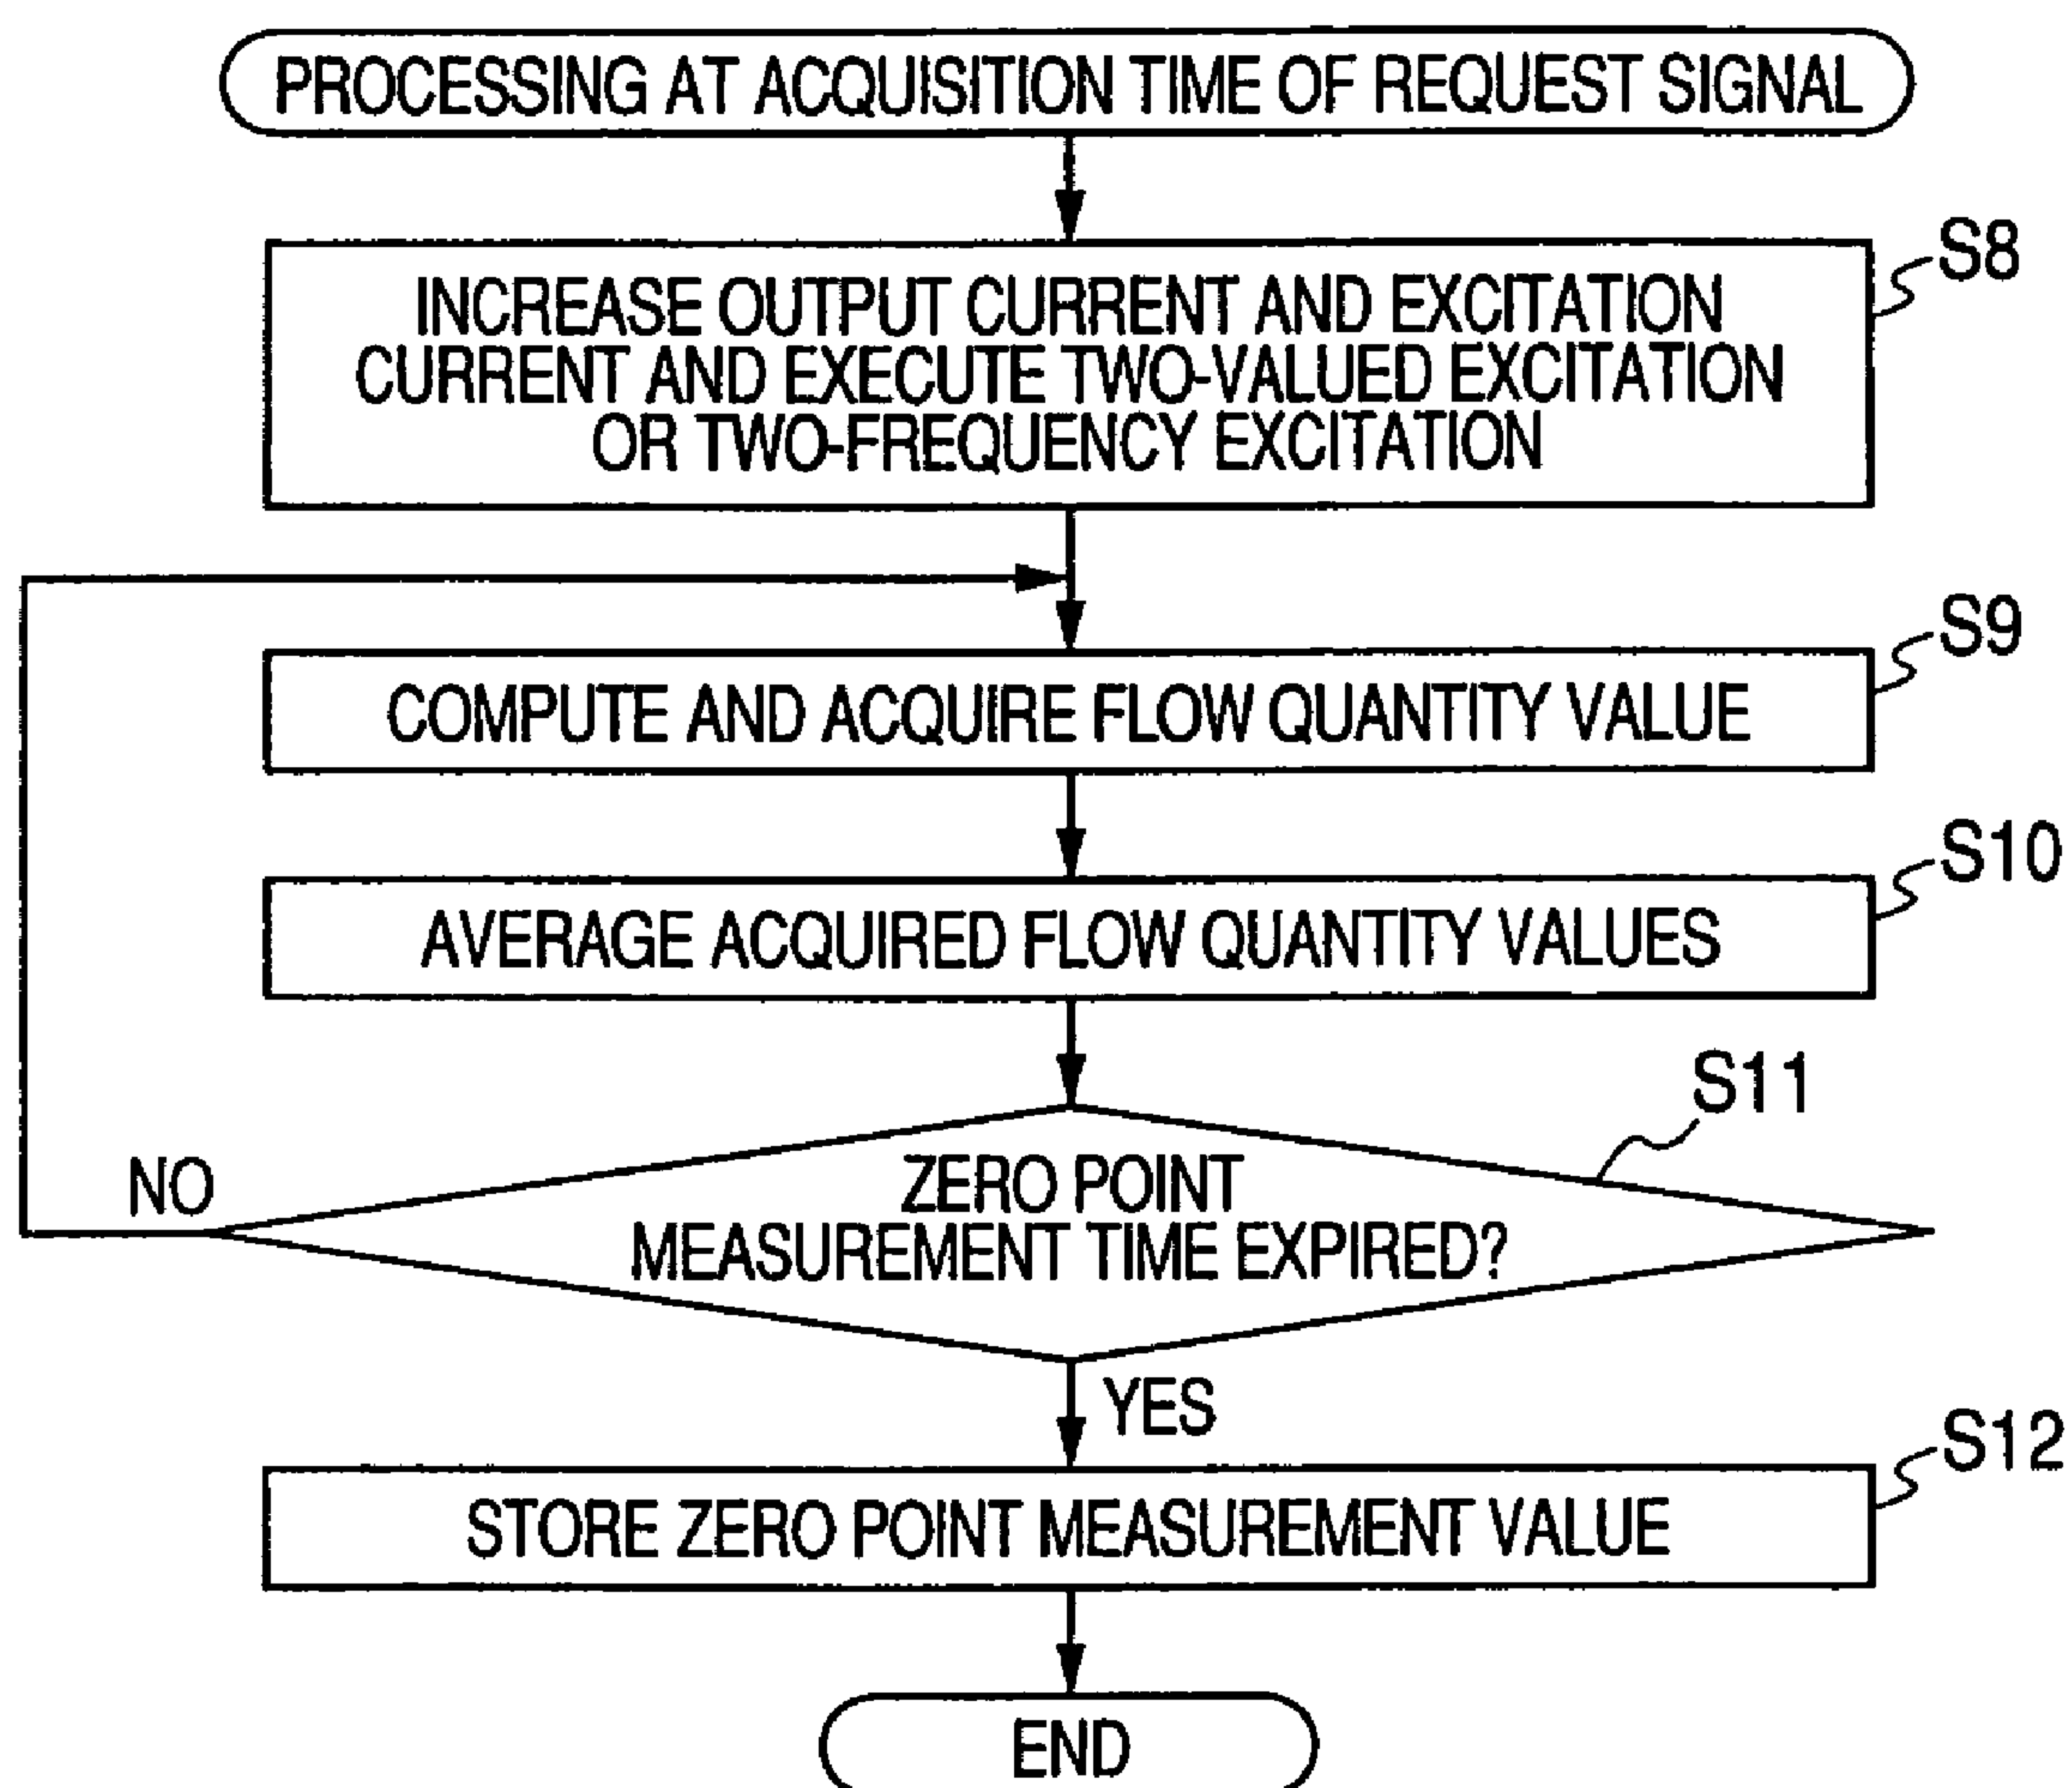 PROCESSING AT ACQUISITION TIME OF REQUEST SIGNAL
S8
INCREASE OUTPUT CURRENT AND EXCITATION
CURRENT AND EXECUTE TWO-VALUED EXCITATION
OR TWO-FREQUENCY EXCITATION
S9
COMPUTE AND ACQUIRE FLOW QUANTITY VALUE
S10
AVERAGE ACQUIRED FLOW QUANTITY VALUES
S11
NO
ZERO POINT
MEASUREMENT TIME EXPIRED?
YES
S12
STORE ZERO POINT MEASUREMENT VALUE
END